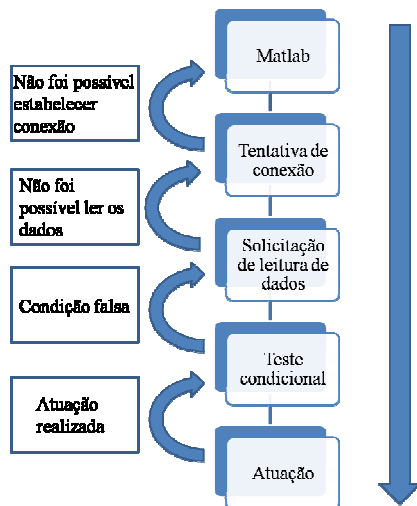 Matlab
Não foi possivel
estabelecer
conexão
Tentativa de
conexão
Não foi
possível ler os
dados
Solicitação
de leitura de
dados
Condição falsa
Teste
condicional
Atuação
realizada
Atuação